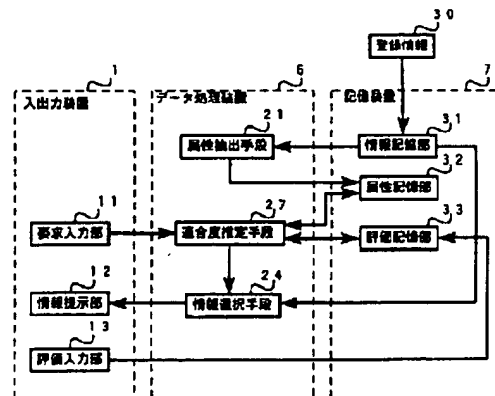 30
登録情報
1
6
7
入出力装置
データ処理装置
記憶装置
21
31
属性抽出手段
情報記憶部
32
属性記憶部
11
27
33
要求入力部
適合度推定手段
評価記憶部
12
24
情報提示部
情報選択手段
13
評価入力部